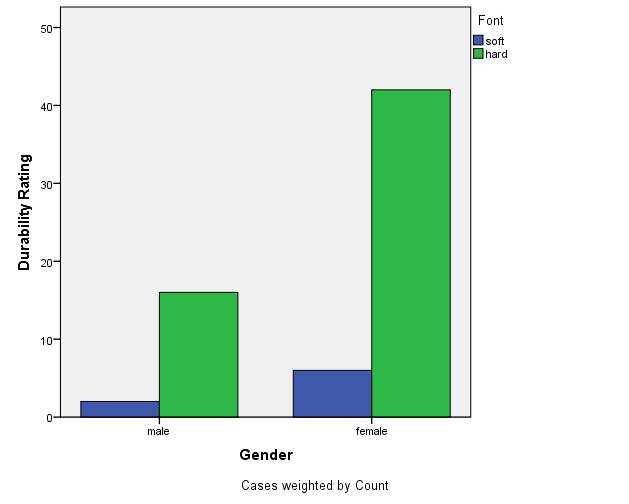 Font
soft
hard
Durability Rating
50
40
30
20
10
0
male female
Gender
Cases weighted by Count